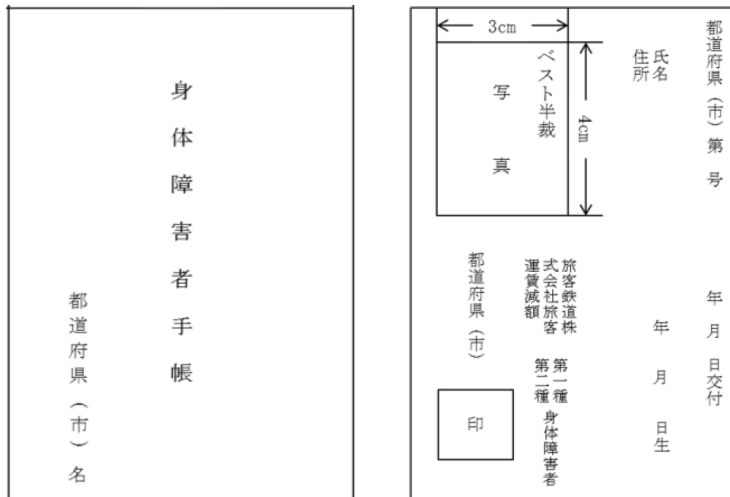 身体障害者手帳
都道府県（市）名
都道府県（市）第　号
年　月　日交付
氏名
住所
年　月　日生
3cm
4cm
ベスト半裁
写真
旅客鉄道株
式会社旅客
運賃減額
第一種
第二種
身体障害者
都道府県（市）
印